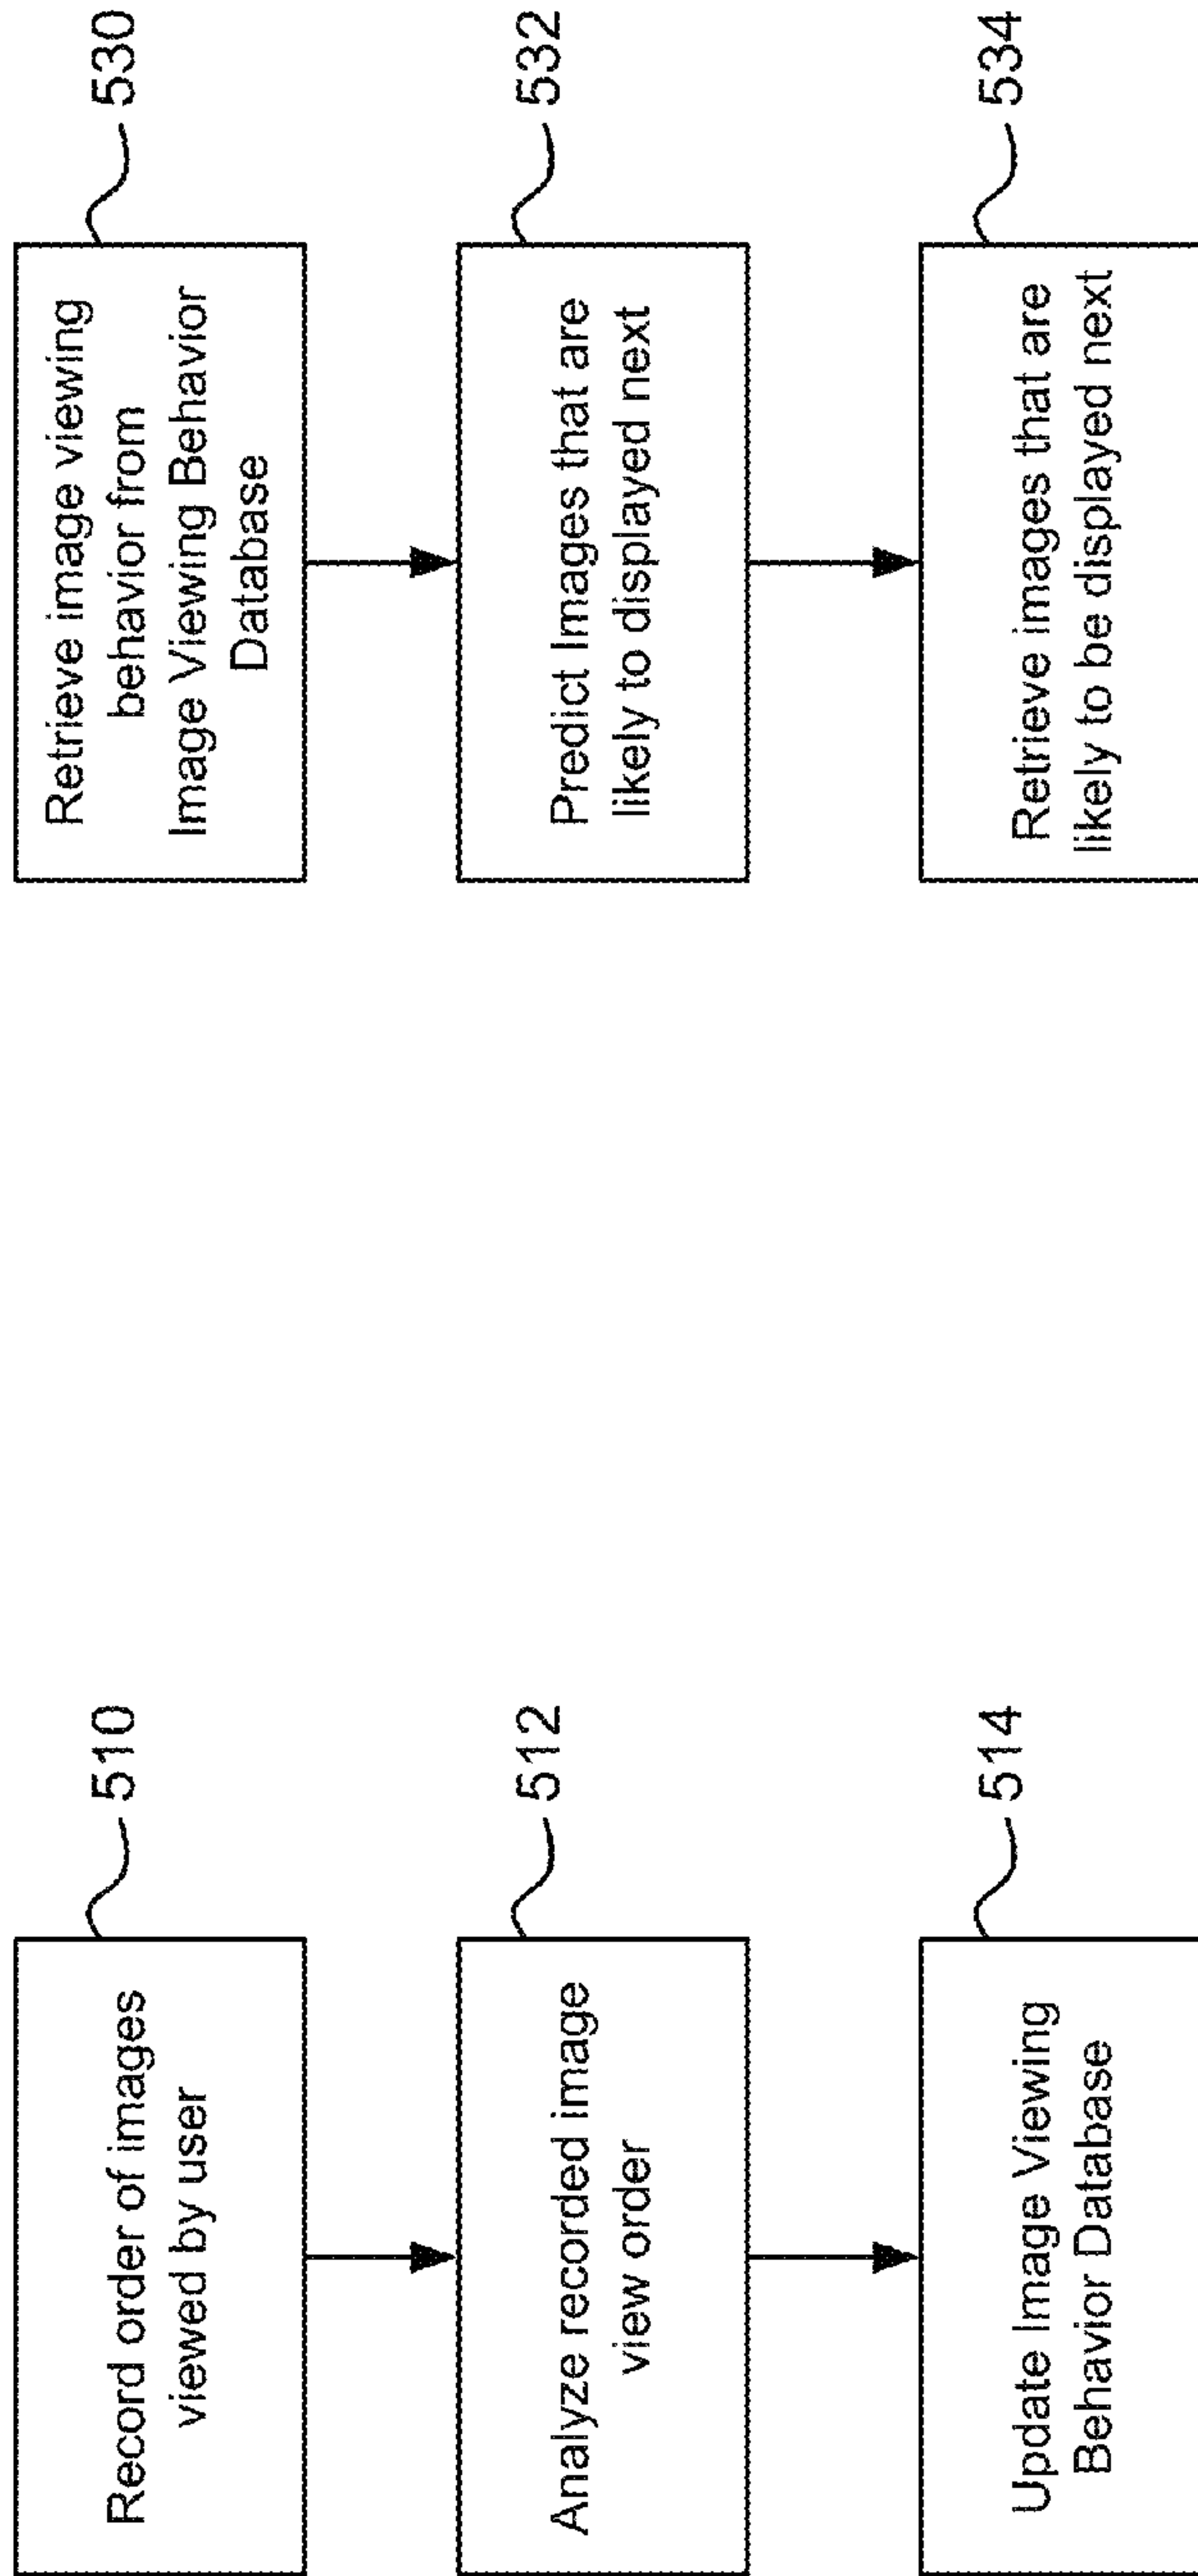 Record order of images
viewed by user
510
Analyze recorded image
view order
512
Update Image Viewing
Behavior Database
514
Retrieve image viewing
behavior from
Image Viewing Behavior
Database
530
Predict Images that are
likely to displayed next
532
Retrieve images that are
likely to be displayed next
534